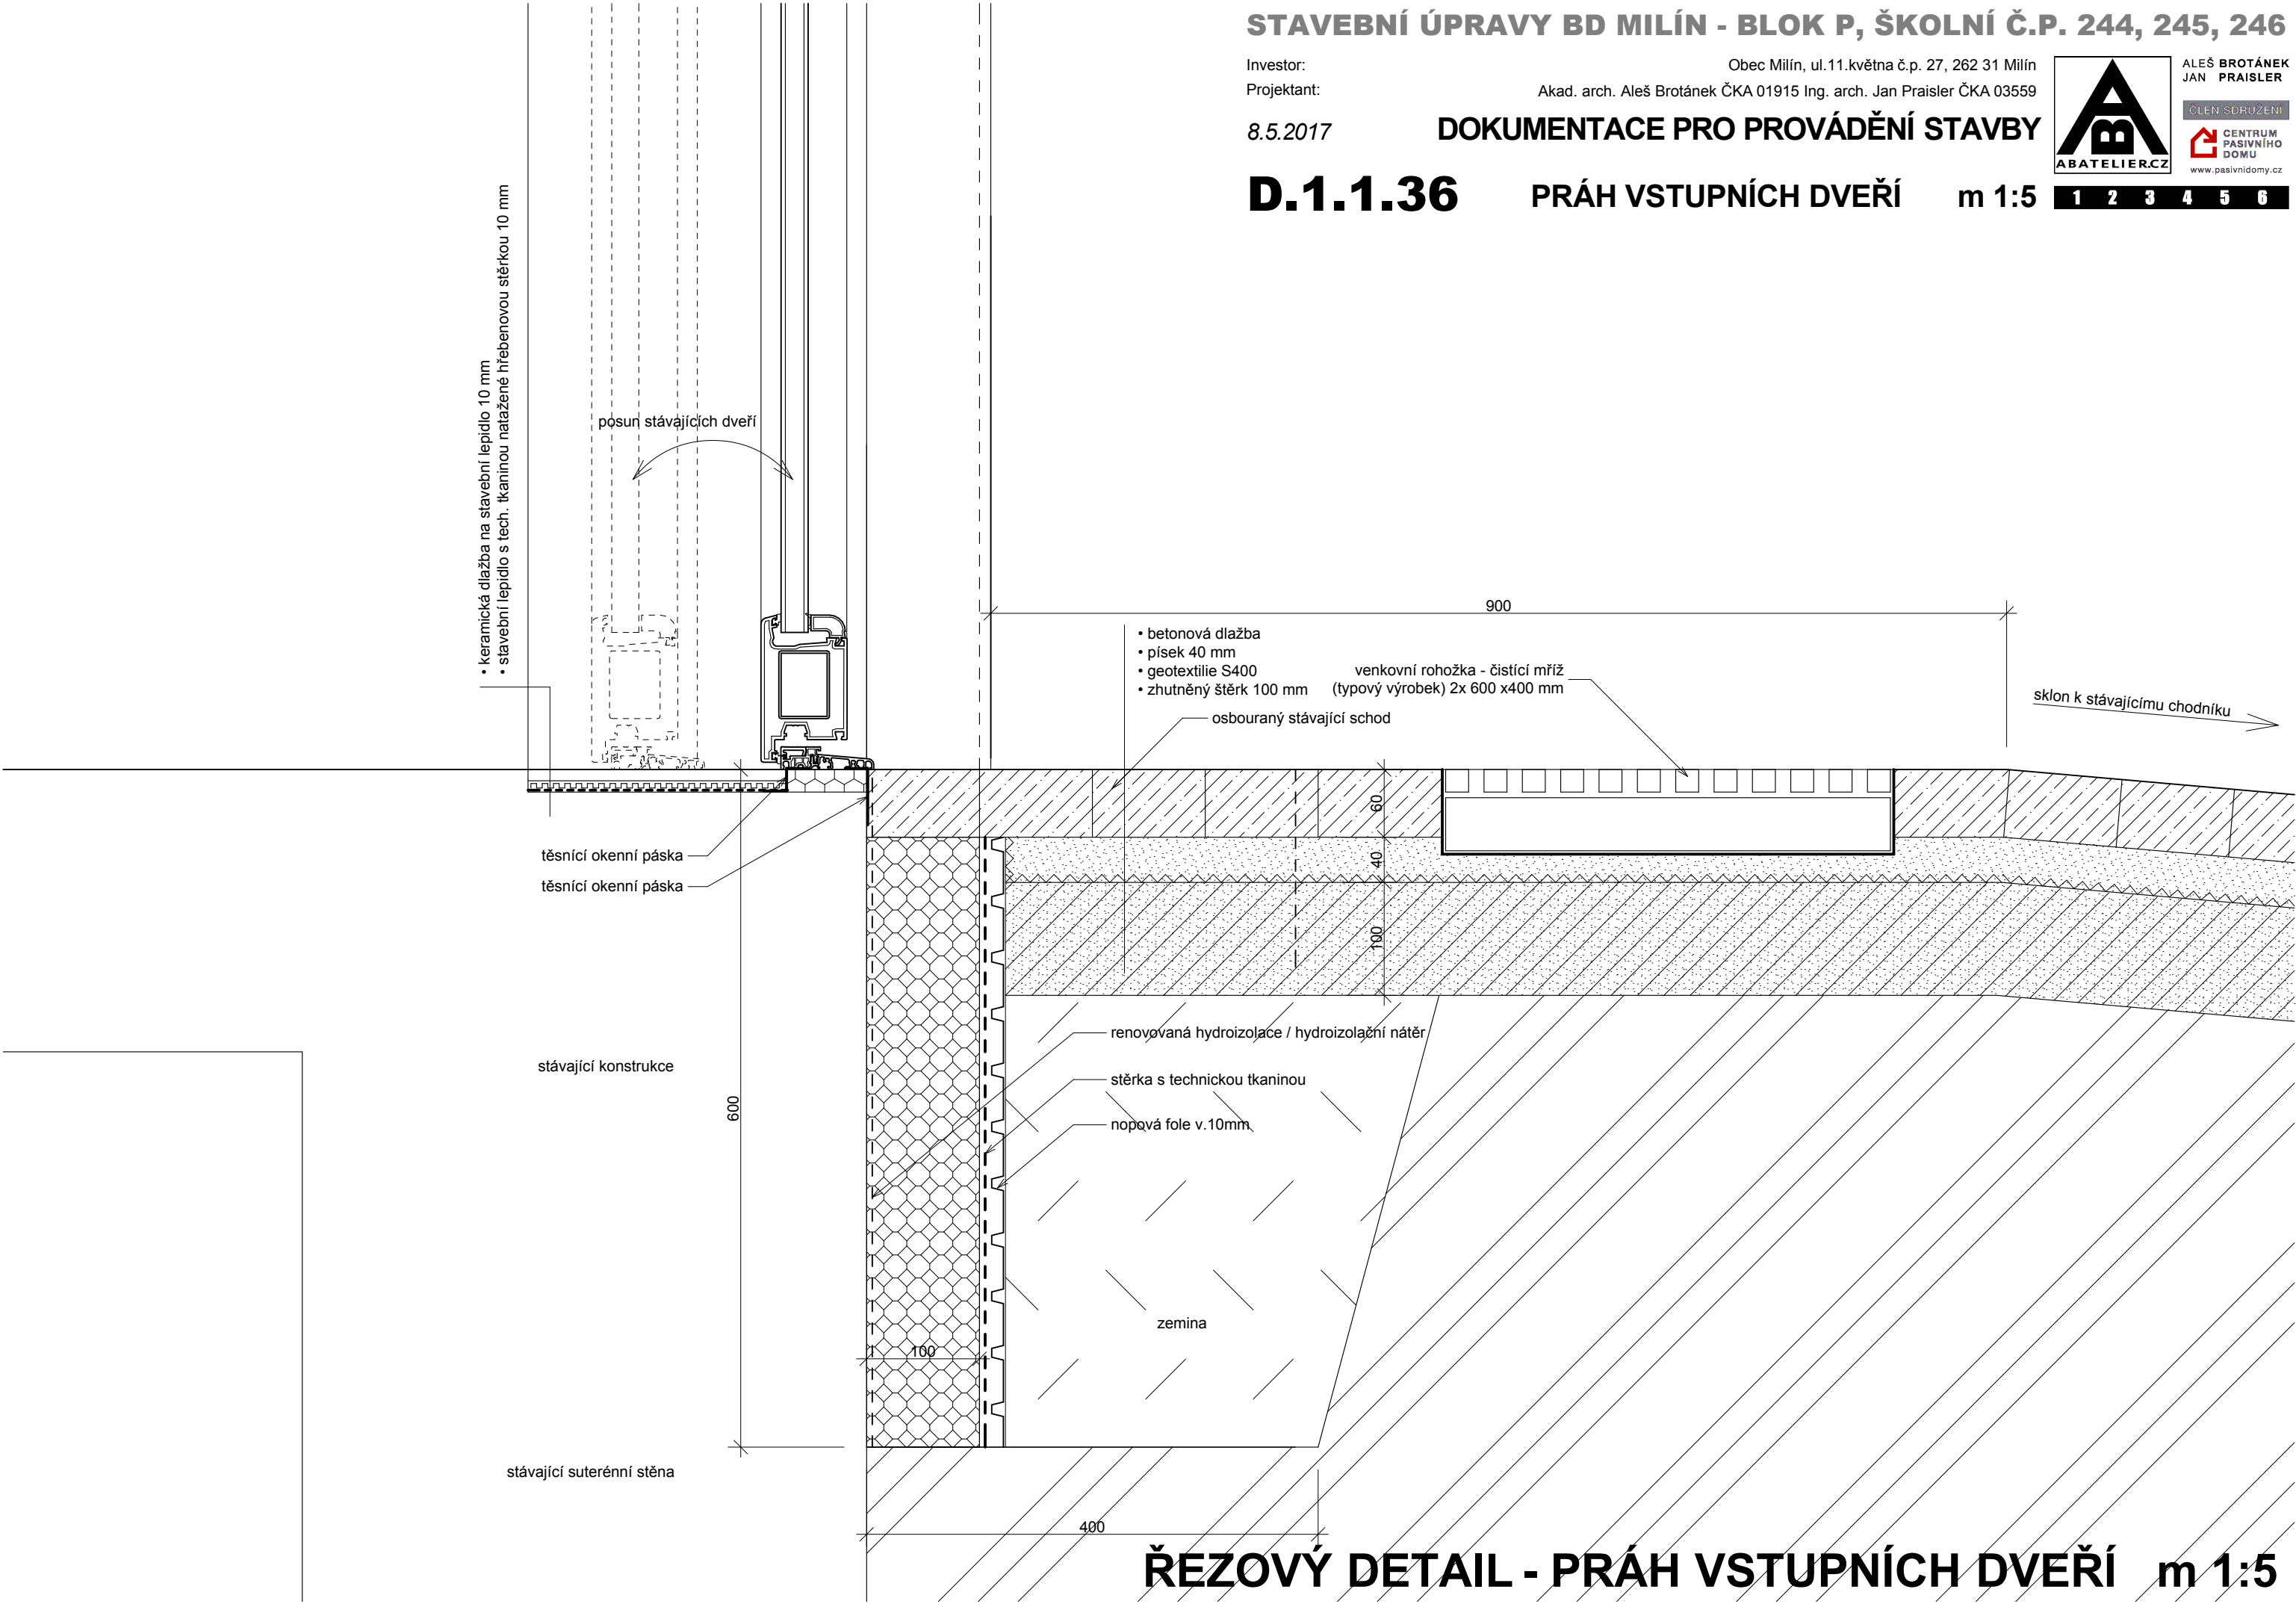 STAVEBNÍ ÚPRAVY BD MILÍN - BLOK P, ŠKOLNÍ Č.P. 244, 245, 246
Investor:
Obec Milín, ul.11.května č.p. 27, 262 31 Milín
Projektant:
Akad. arch. Aleš Brotánek ČKA 01915 Ing. arch. Jan Praisler ČKA 03559
8.5.2017
DOKUMENTACE PRO PROVÁDĚNÍ STAVBY
D.1.1.36
PRÁH VSTUPNÍCH DVEŘÍ
m 1:5
ABA
ABATELIER.CZ
ALEŠ BROTÁNEK
JAN PRAISLER
ČLEN SDRUŽENÍ
CENTRUM
PASIVNÍHO
DOMU
www.pasivnidomy.cz
1 2 3 4 5 6
• keramická dlažba na stavební lepidlo 10 mm
• stavební lepidlo s tech. tkaninou natažené hřebenovou stěrkou 10 mm
posun stávajících dveří
900
• betonová dlažba
• písek 40 mm
• geotextilie S400
• zhutněný štěrk 100 mm
venkovní rohožka - čistící mříž
(typový výrobek) 2x 600 x400 mm
osbouraný stávající schod
sklon k stávajícímu chodníku
60
40
100
těsnící okenní páska
těsnící okenní páska
renovovaná hydroizolace / hydroizolační nátěr
stávající konstrukce
stěrka s technickou tkaninou
600
nopová fole v.10mm
zemina
100
stávající suterénní stěna
400
ŘEZOVÝ DETAIL - PRÁH VSTUPNÍCH DVEŘÍ m 1:5